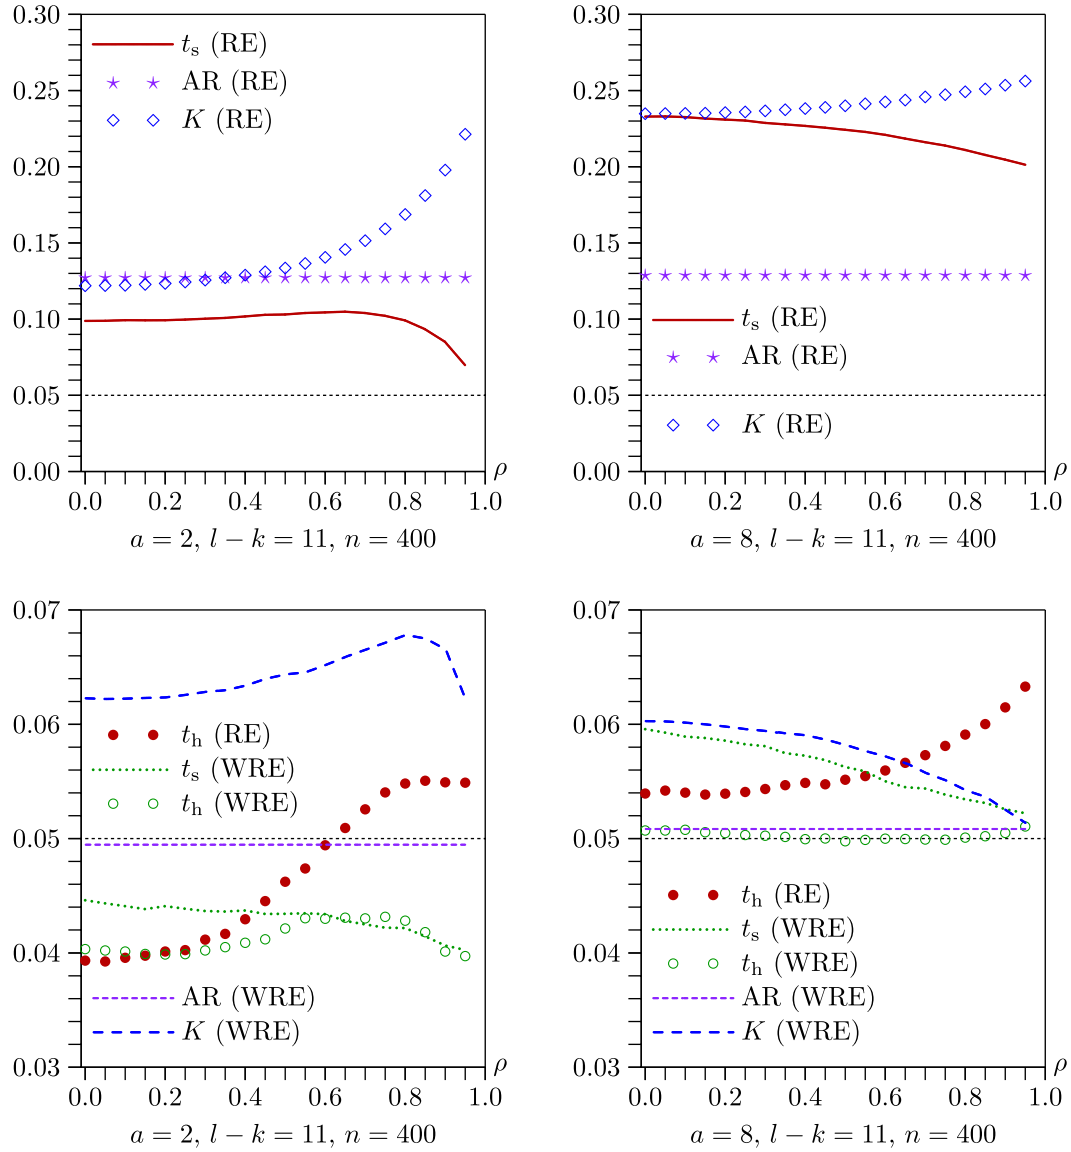 0.30
0.25
0.20
0.15
0.10
0.05
0.00
t_s (RE)
AR (RE)
K (RE)
0.0 0.2 0.4 0.6 0.8 1.0 ρ
a = 2, l − k = 11, n = 400
0.30
0.25
0.20
0.15
0.10
0.05
0.00
t_s (RE)
AR (RE)
K (RE)
0.0 0.2 0.4 0.6 0.8 1.0 ρ
a = 8, l − k = 11, n = 400
0.07
0.06
0.05
0.04
0.03
t_h (RE)
t_s (WRE)
t_h (WRE)
AR (WRE)
K (WRE)
0.0 0.2 0.4 0.6 0.8 1.0 ρ
a = 2, l − k = 11, n = 400
0.07
0.06
0.05
0.04
0.03
t_h (RE)
t_s (WRE)
t_h (WRE)
AR (WRE)
K (WRE)
0.0 0.2 0.4 0.6 0.8 1.0 ρ
a = 8, l − k = 11, n = 400